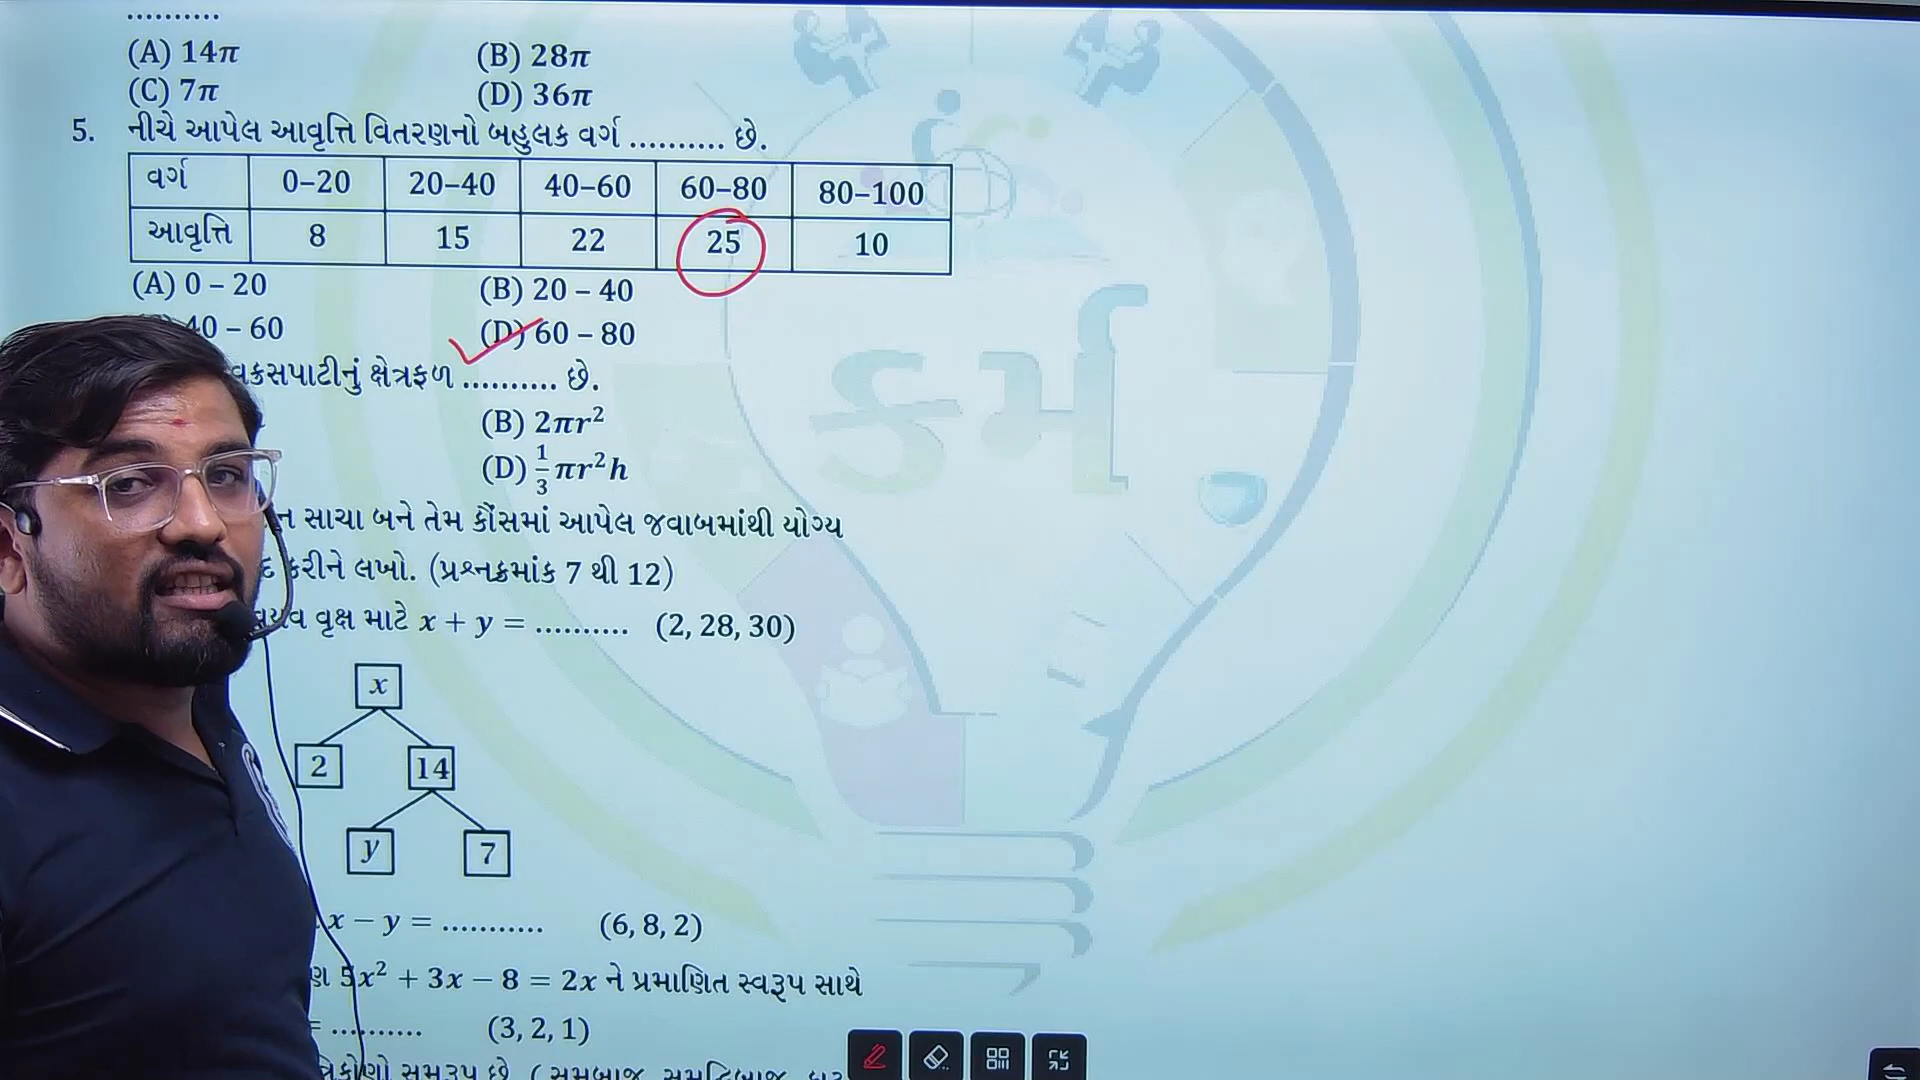 ..........
(A) 14π (B) 28π
(C) 7π (D) 36π
5. નીચે આપેલ આવૃત્તિ વિતરણનો બહુલક વર્ગ .......... છે.
વર્ગ 0–20 20–40 40–60 60–80 80–100
આવૃત્તિ 8 15 22 25 10
(A) 0 – 20 (B) 20 – 40
40 – 60 (D) 60 – 80
વક્રસપાટીનું ક્ષેત્રફળ .......... છે.
(B) 2πr²
(D) 1/3 πr²h
સાચા બને તેમ કૌંસમાં આપેલ જવાબમાંથી યોગ્ય
કરીને લખો. (પ્રશ્નક્રમાંક 7 થી 12)
વૃક્ષ માટે x + y = .......... (2, 28, 30)
x
2 14
y 7
x − y = ........... (6, 8, 2)
5x² + 3x − 8 = 2x ને પ્રમાણિત સ્વરૂપ સાથે
= .......... (3, 2, 1)
સમરૂપ છે. (
કર્મ